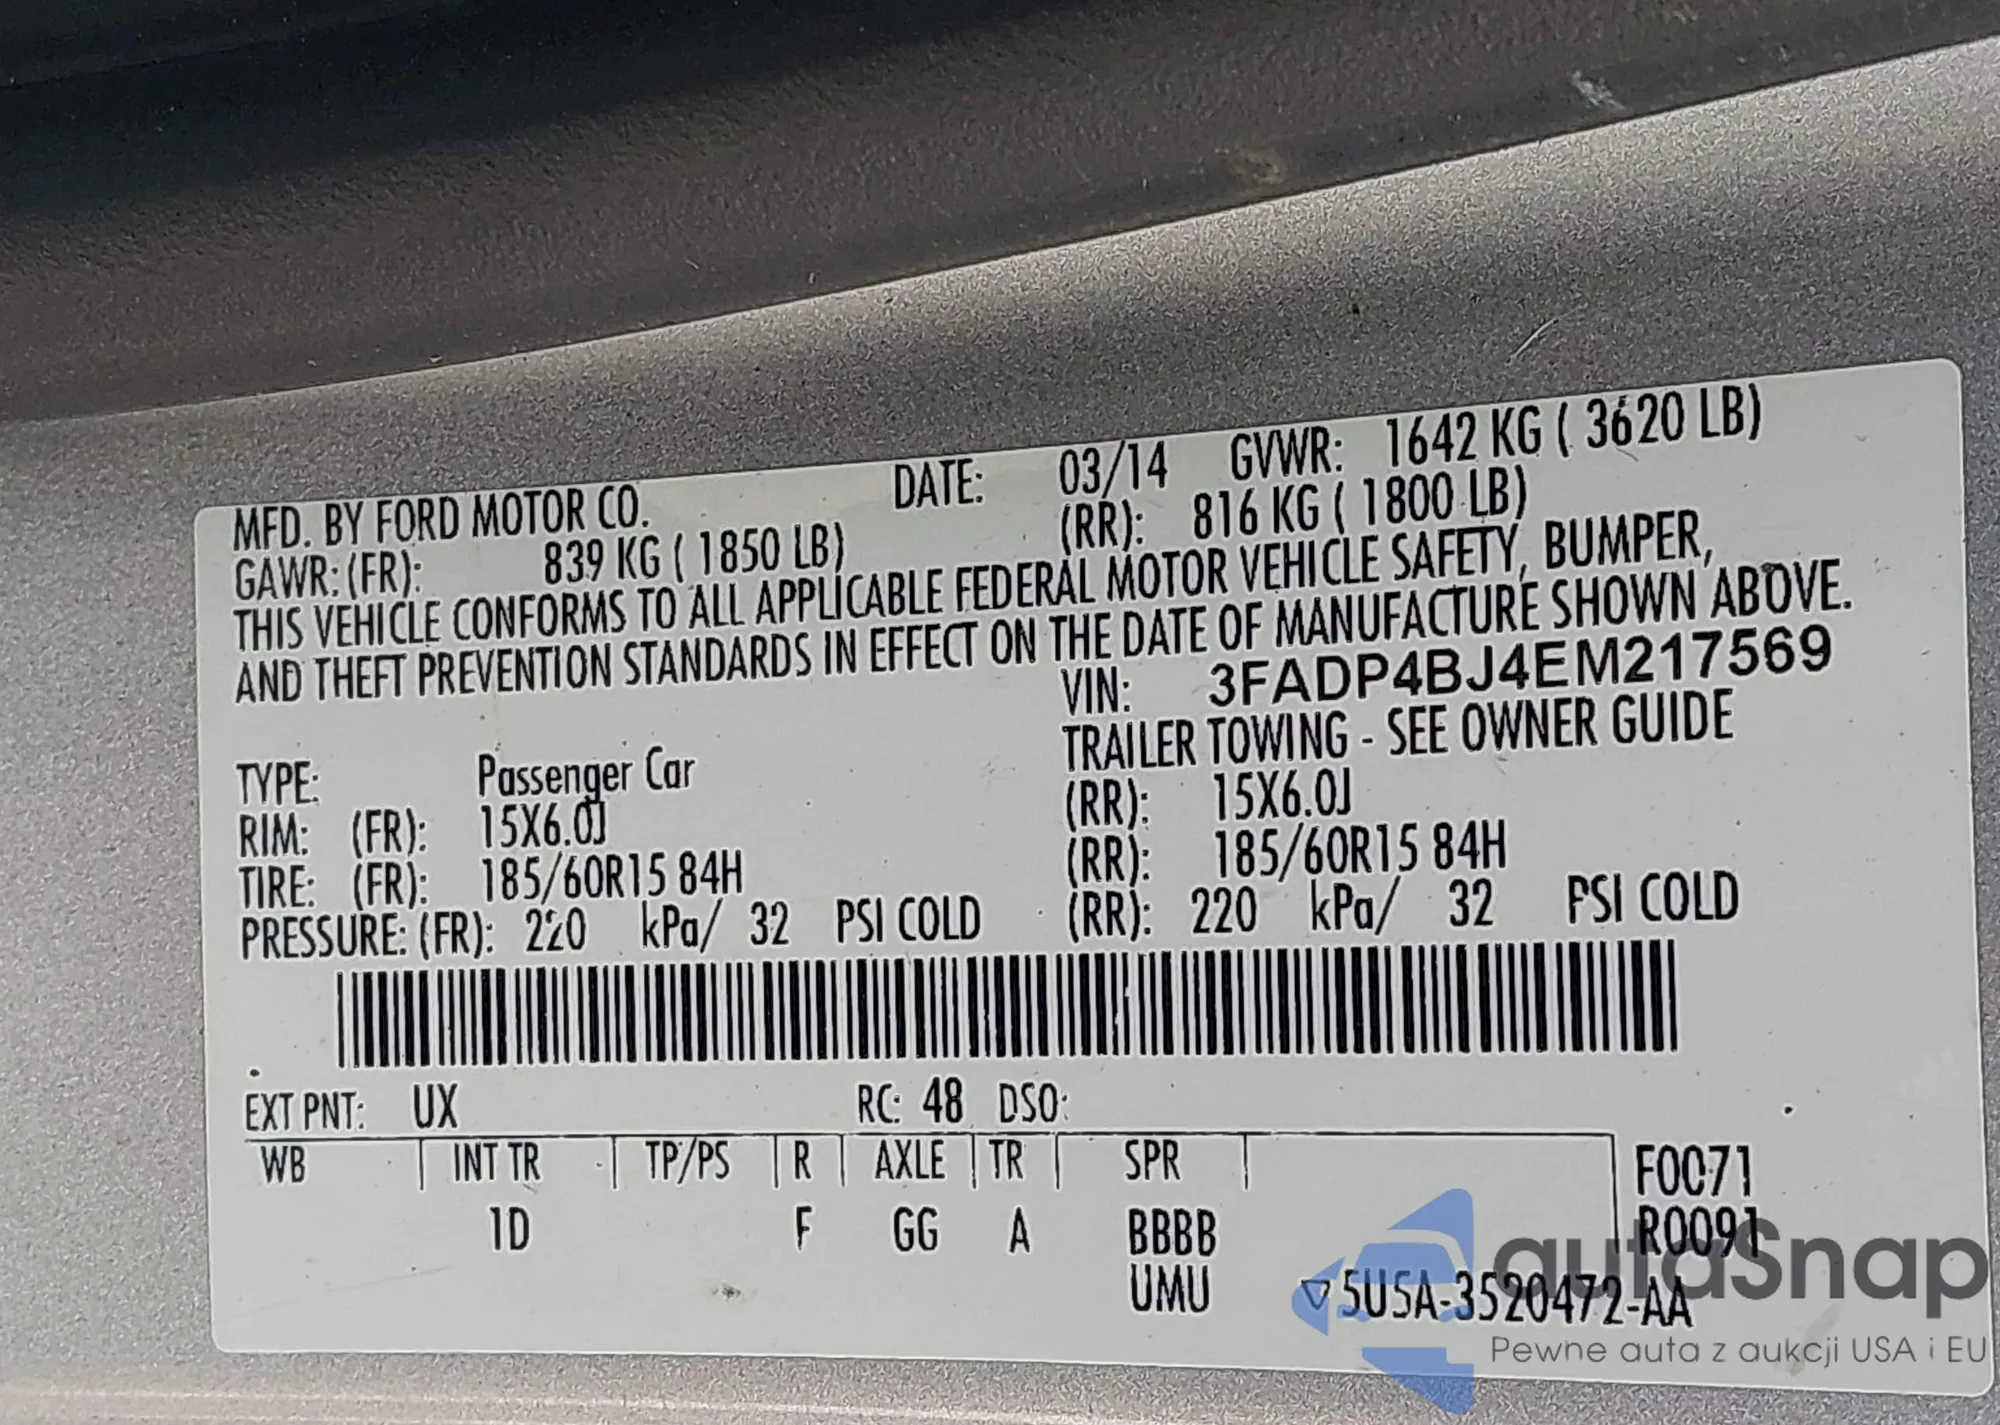 MFD. BY FORD MOTOR CO. DATE: 03/14 GVWR: 1642 KG ( 3620 LB)
GAWR: (FR): 839 KG ( 1850 LB) (RR): 816 KG ( 1800 LB)
THIS VEHICLE CONFORMS TO ALL APPLICABLE FEDERAL MOTOR VEHICLE SAFETY, BUMPER,
AND THEFT PREVENTION STANDARDS IN EFFECT ON THE DATE OF MANUFACTURE SHOWN ABOVE.
VIN: 3FADP4BJ4EM217569
TRAILER TOWING - SEE OWNER GUIDE
TYPE: Passenger Car
RIM: (FR): 15X6.0J (RR): 15X6.0J
TIRE: (FR): 185/60R15 84H (RR): 185/60R15 84H
PRESSURE: (FR): 220 kPa/ 32 PSI COLD (RR): 220 kPa/ 32 PSI COLD
EXT PNT: UX RC: 48 DSO:
WB INT TR TP/PS R AXLE TR SPR F0071
1D F GG A BBBB R0091
UMU ▽5U5A-3520472-AA
autaSnap
Pewne auta z aukcji USA i EU